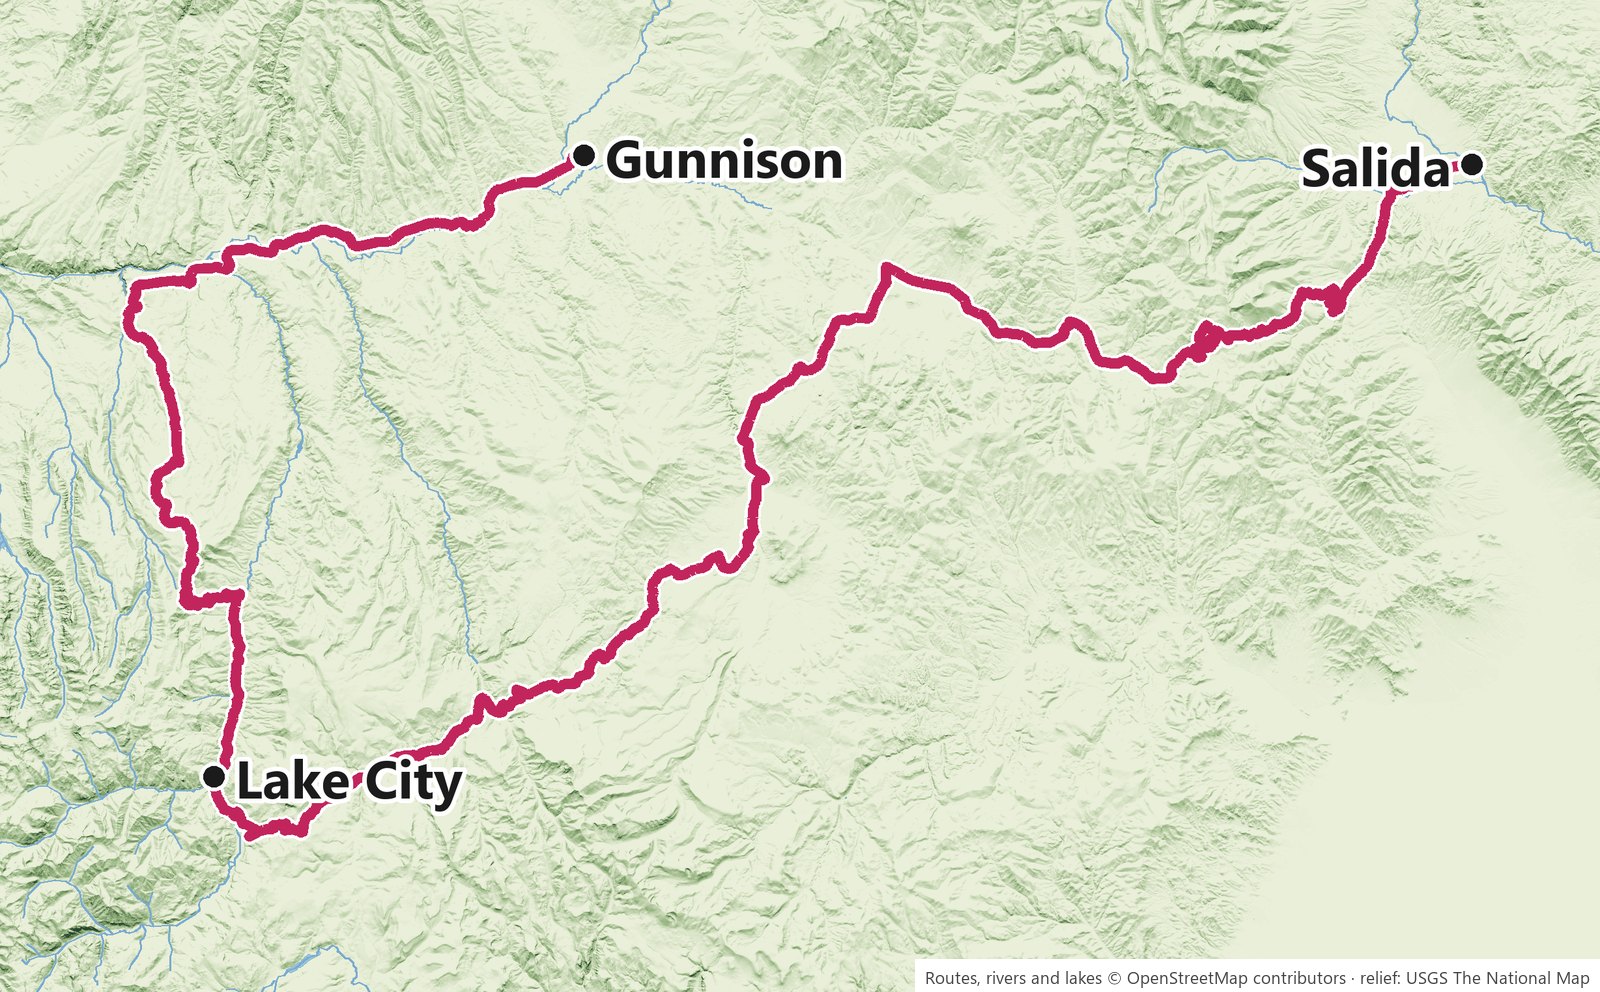 Gunnison
Salida
Lake City
Routes, rivers and lakes © OpenStreetMap contributors · relief: USGS The National Map